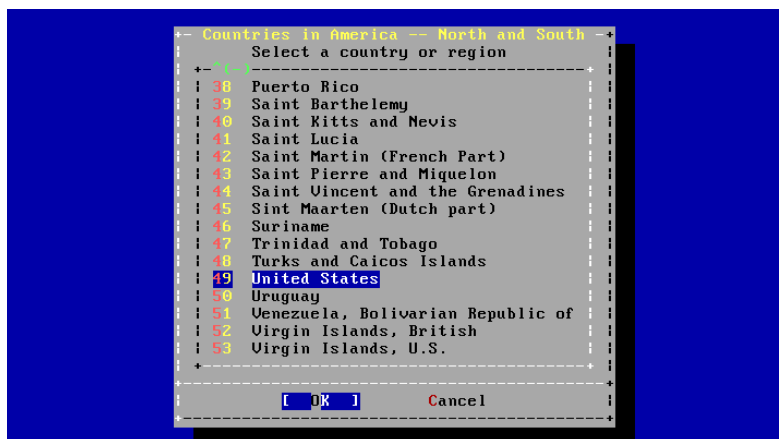 Countries in America -- North and South
Select a country or region
^(-)
38 Puerto Rico
39 Saint Barthelemy
40 Saint Kitts and Nevis
41 Saint Lucia
42 Saint Martin (French Part)
43 Saint Pierre and Miquelon
44 Saint Vincent and the Grenadines
45 Sint Maarten (Dutch part)
46 Suriname
47 Trinidad and Tobago
48 Turks and Caicos Islands
49 United States
50 Uruguay
51 Venezuela, Bolivarian Republic of
52 Virgin Islands, British
53 Virgin Islands, U.S.
[ OK ] Cancel